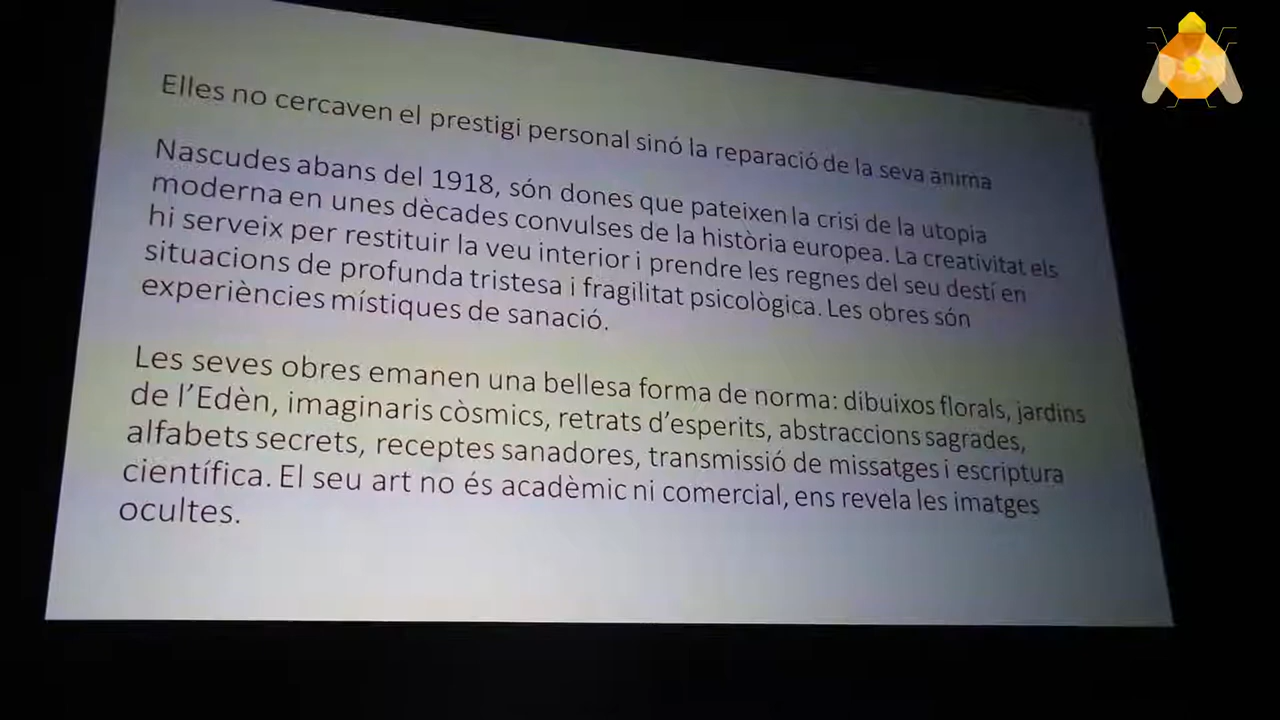 Elles no cercaven el prestigi personal sinó la reparació de la seva ànima
Nascudes abans del 1918, són dones que pateixen la crisi de la utopia
moderna en unes dècades convulses de la història europea. La creativitat els
hi serveix per restituir la veu interior i prendre les regnes del seu destí en
situacions de profunda tristesa i fragilitat psicològica. Les obres són
experiències místiques de sanació.
Les seves obres emanen una bellesa forma de norma: dibuixos florals, jardins
de l’Edèn, imaginaris còsmics, retrats d’esperits, abstraccions sagrades,
alfabets secrets, receptes sanadores, transmissió de missatges i escriptura
científica. El seu art no és acadèmic ni comercial, ens revela les imatges
ocultes.